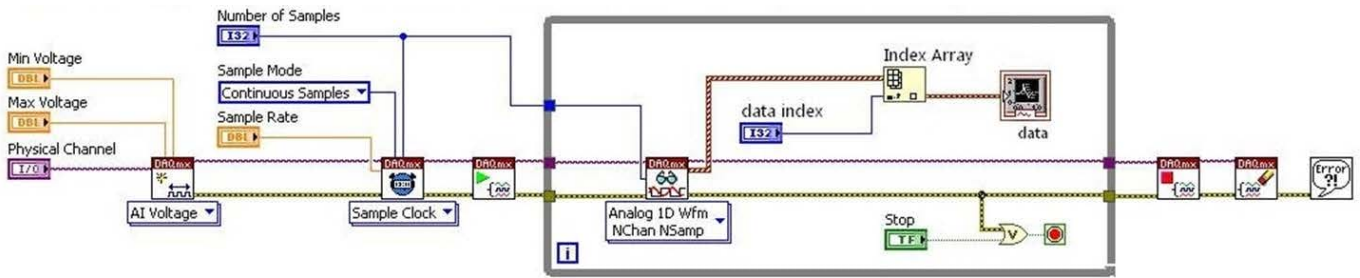 Number of Samples
I32
Min Voltage
DBL
Sample Mode
Continuous Samples
Max Voltage
DBL
Sample Rate
DBL
Physical Channel
I/O
DAQmx
AI Voltage
DAQmx
Sample Clock
DAQmx
DAQmx
Analog 1D Wfm
NChan NSamp
Index Array
data index
I32
data
Stop
TF
V
i
DAQmx
DAQmx
Error
?!